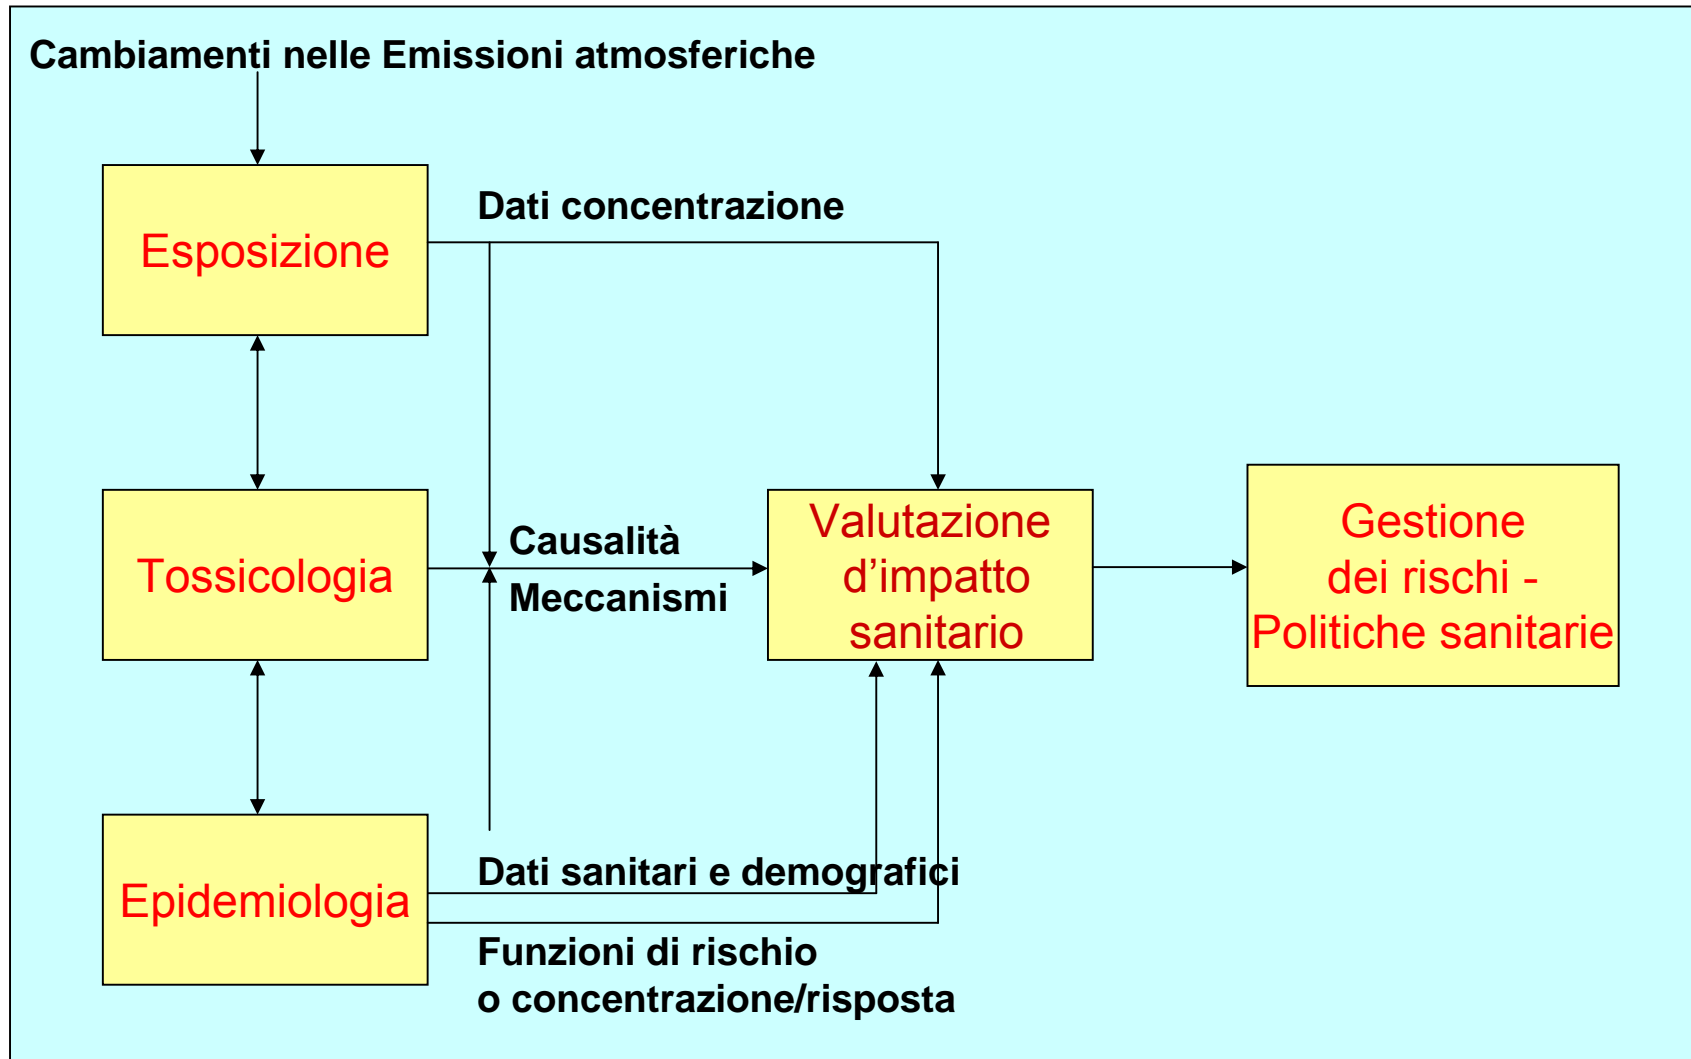 Cambiamenti nelle Emissioni atmosferiche
Esposizione
Dati concentrazione
Tossicologia
Causalità
Meccanismi
Valutazione
d'impatto
sanitario
Gestione
dei rischi -
Politiche sanitarie
Epidemiologia
Dati sanitari e demografici
Funzioni di rischio
o concentrazione/risposta